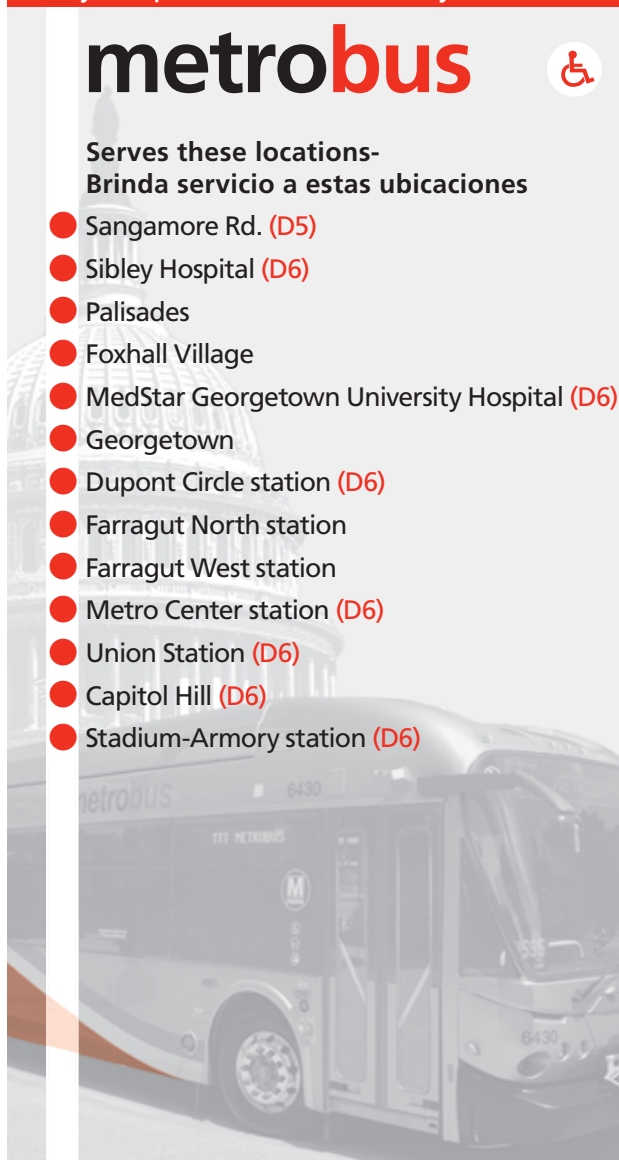 metrobus
Serves these locations-
Brinda servicio a estas ubicaciones
Sangamore Rd. (D5)
Sibley Hospital (D6)
Palisades
Foxhall Village
MedStar Georgetown University Hospital (D6)
Georgetown
Dupont Circle station (D6)
Farragut North station
Farragut West station
Metro Center station (D6)
Union Station (D6)
Capitol Hill (D6)
Stadium-Armory station (D6)
metrobus
6430
TYT METROBUS
M
6430